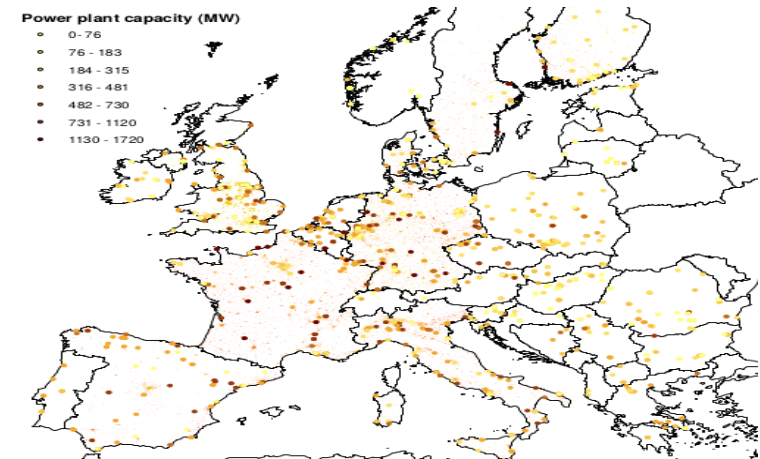 Power plant capacity (MW)
0- 76
76 - 183
184 - 315
316 - 481
482 - 730
731 - 1120
1130 - 1720